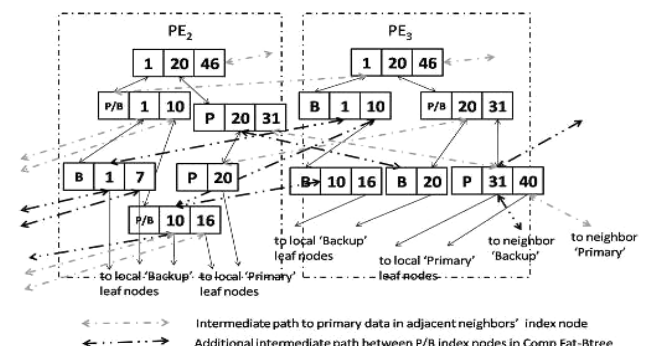 PE2 PE3
1 20 46 1 20 46
P/B 1 10 P 20 31 B 1 10 P/B 20 31
B 1 7 P 20 B 10 16 B 20 P 31 40
P/B 10 16
to local 'Backup' leaf nodes
to local 'Primary' leaf nodes
to local 'Backup'
leaf nodes
to local 'Primary'
leaf nodes
to neighbor
'Backup'
to neighbor
'Primary'
Intermediate path to primary data in adjacent neighbors' index node
Additional intermediate path between P/B index nodes in Comp Fat-Btree